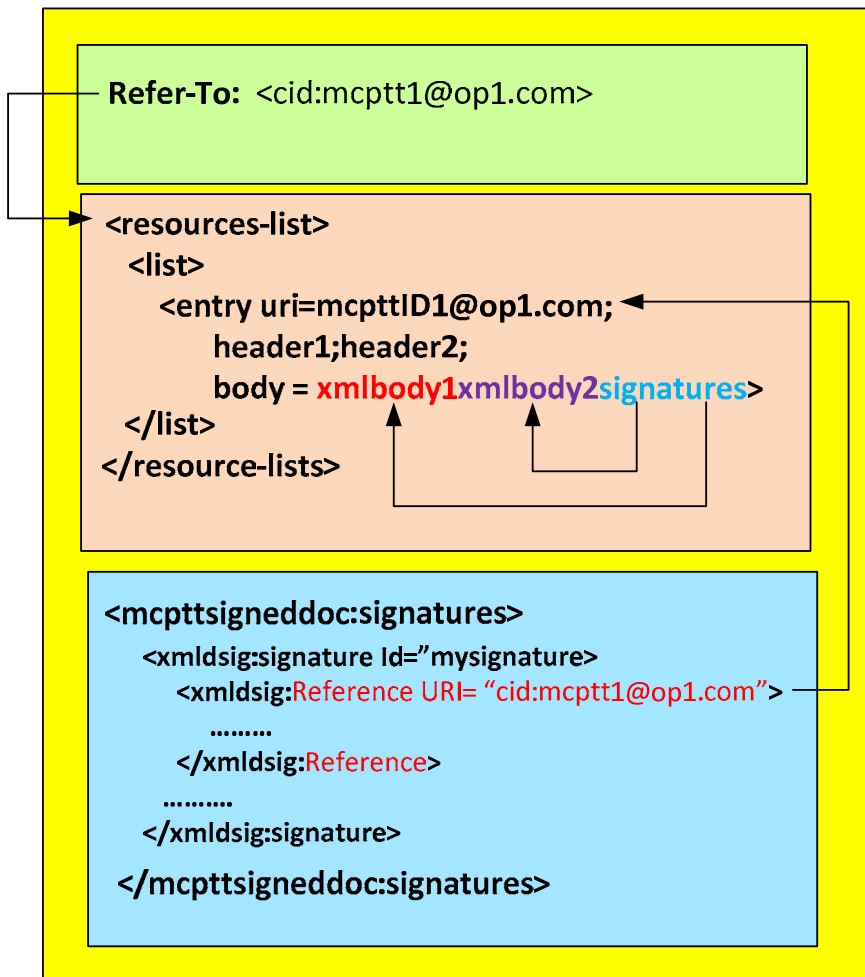 Refer-To: <cid:mcptt1@op1.com>
<resources-list>
<list>
<entry uri=mcpttID1@op1.com;
header1;header2;
body = xmlbody1xmlbody2signatures>
</list>
</resource-lists>
<mcpttsigneddoc:signatures>
<xmldsig:signature Id=”mysignature>
<xmldsig:Reference URI= “cid:mcptt1@op1.com”>
………
</xmldsig:Reference>
……….
</xmldsig:signature>
</mcpttsigneddoc:signatures>